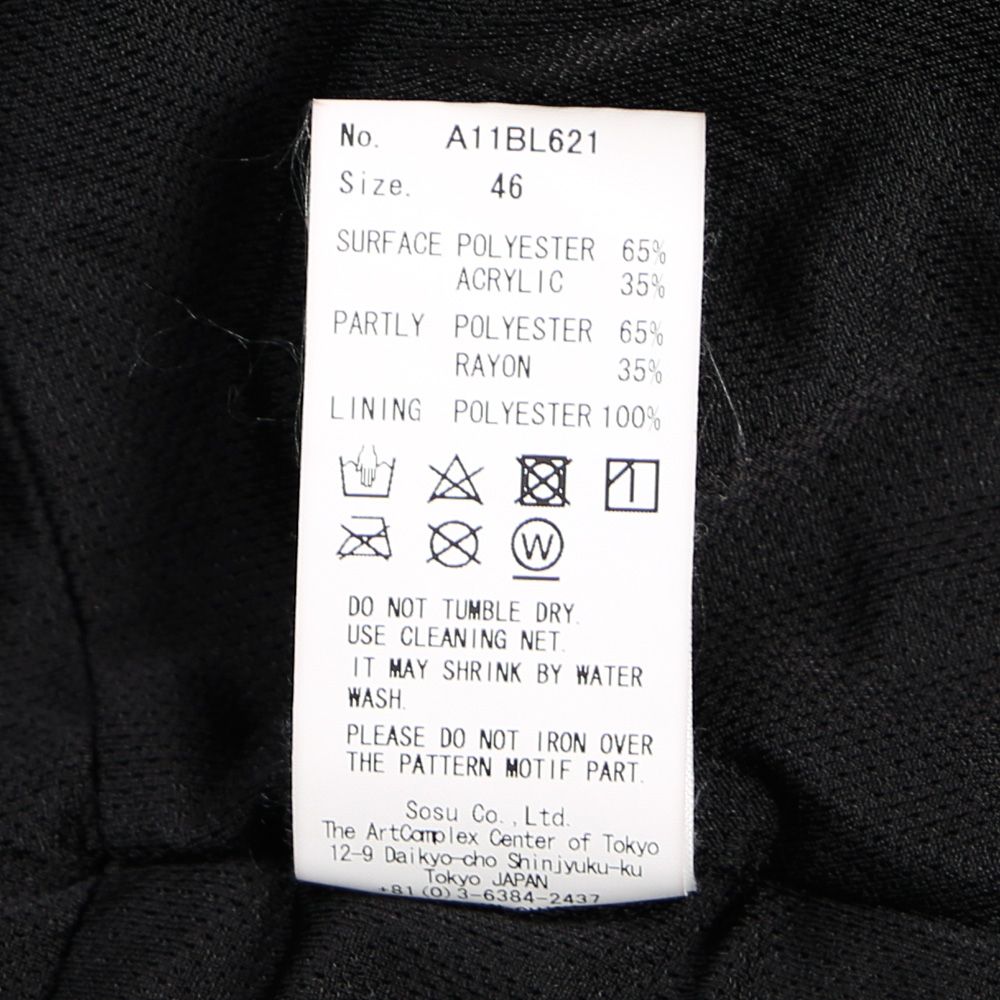 No. A11BL621
Size. 46
SURFACE POLYESTER 65%
ACRYLIC 35%
PARTLY POLYESTER 65%
RAYON 35%
LINING POLYESTER 100%
W
DO NOT TUMBLE DRY.
USE CLEANING NET.
IT MAY SHRINK BY WATER
WASH.
PLEASE DO NOT IRON OVER
THE PATTERN MOTIF PART.
Sosu Co.,Ltd.
The ArtComplex Center of Tokyo
12-9 Daikyo-cho Shinjyuku-ku
Tokyo JAPAN
+81(0)3-6384-2437